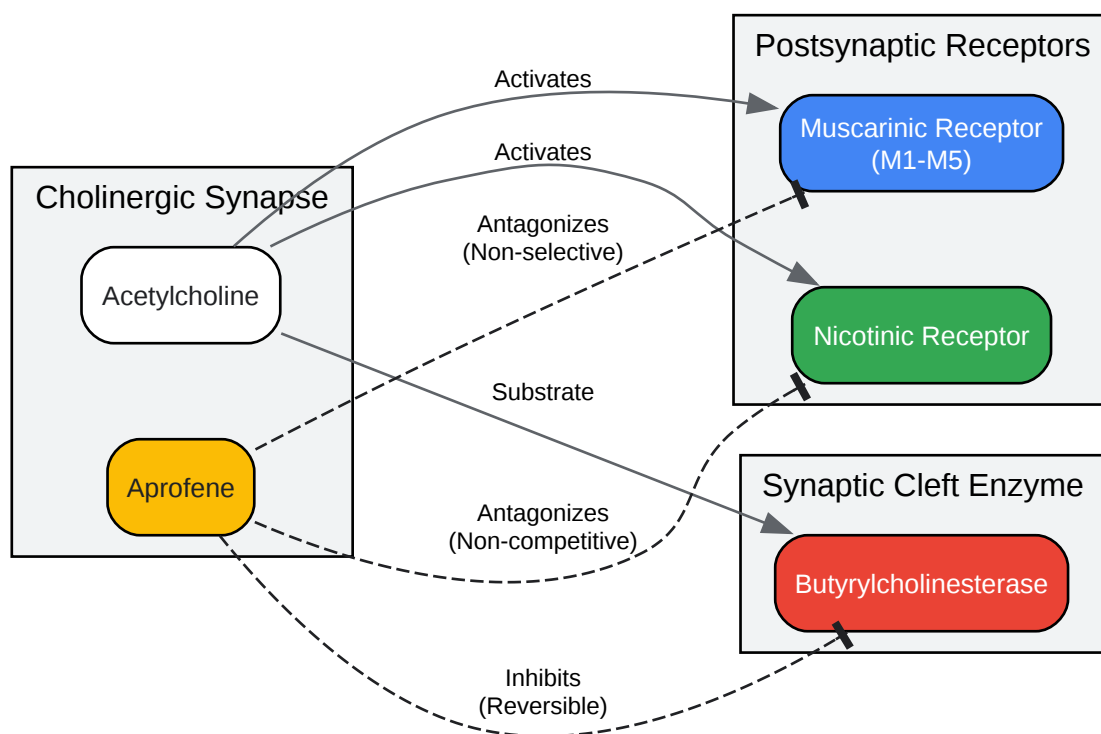 Postsynaptic Receptors
Activates
Muscarinic Receptor
(M1-M5)
Activates
Cholinergic Synapse
Antagonizes
(Non-selective)
Acetylcholine
Nicotinic Receptor
Substrate
Synaptic Cleft Enzyme
Aprofene
Antagonizes
(Non-competitive)
Butyrylcholinesterase
Inhibits
(Reversible)